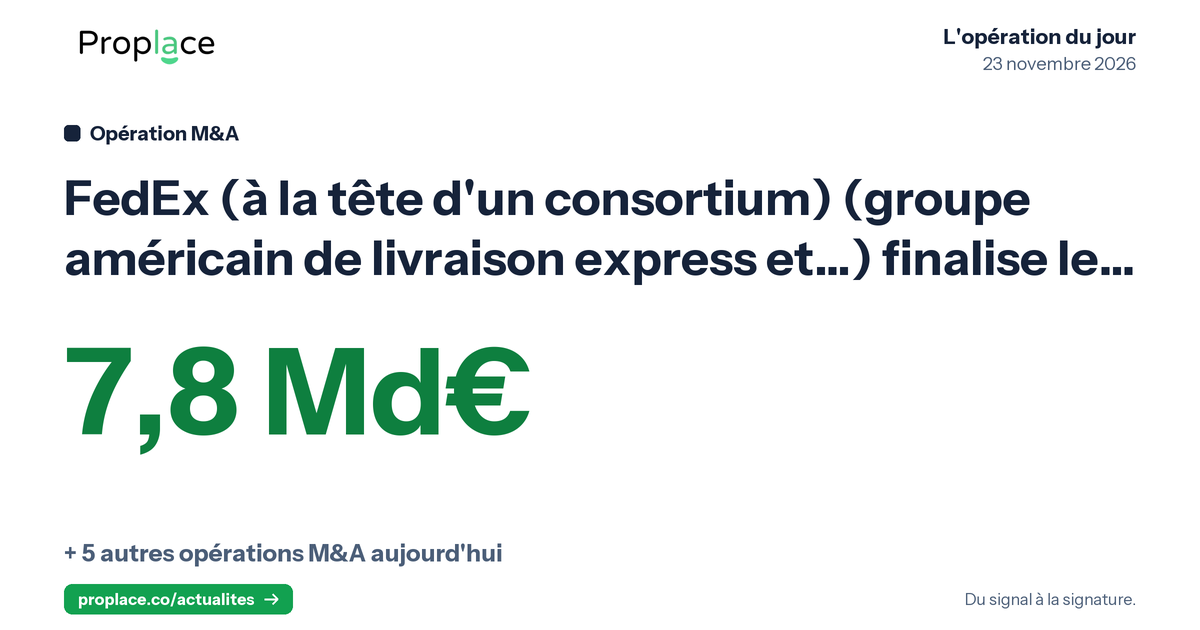 Proplace
L'opération du jour
23 novembre 2026
Opération M&A
FedEx (à la tête d'un consortium) (groupe
américain de livraison express et...) finalise le...
7,8 Md€
+ 5 autres opérations M&A aujourd'hui
proplace.co/actualites →
Du signal à la signature.